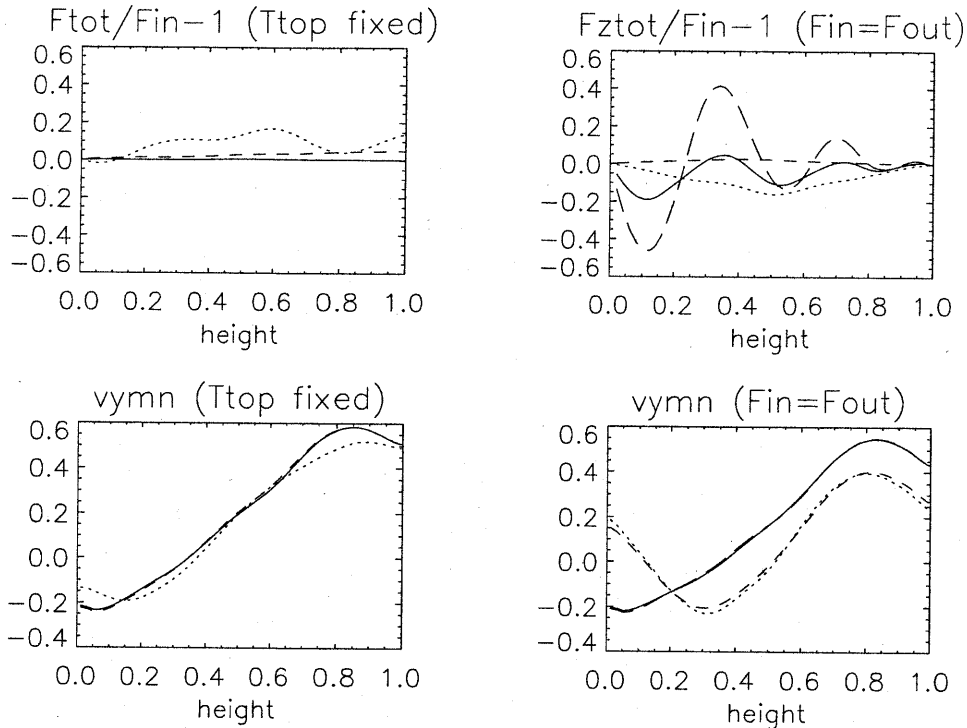 Ftot/Fin−1 (Ttop fixed)
0.6
0.4
0.2
0.0
−0.2
−0.4
−0.6
0.0 0.2 0.4 0.6 0.8 1.0
height
Fztot/Fin−1 (Fin=Fout)
0.6
0.4
0.2
0.0
−0.2
−0.4
−0.6
0.0 0.2 0.4 0.6 0.8 1.0
height
vymn (Ttop fixed)
0.6
0.4
0.2
0.0
−0.2
−0.4
0.0 0.2 0.4 0.6 0.8 1.0
height
vymn (Fin=Fout)
0.6
0.4
0.2
0.0
−0.2
−0.4
0.0 0.2 0.4 0.6 0.8 1.0
height